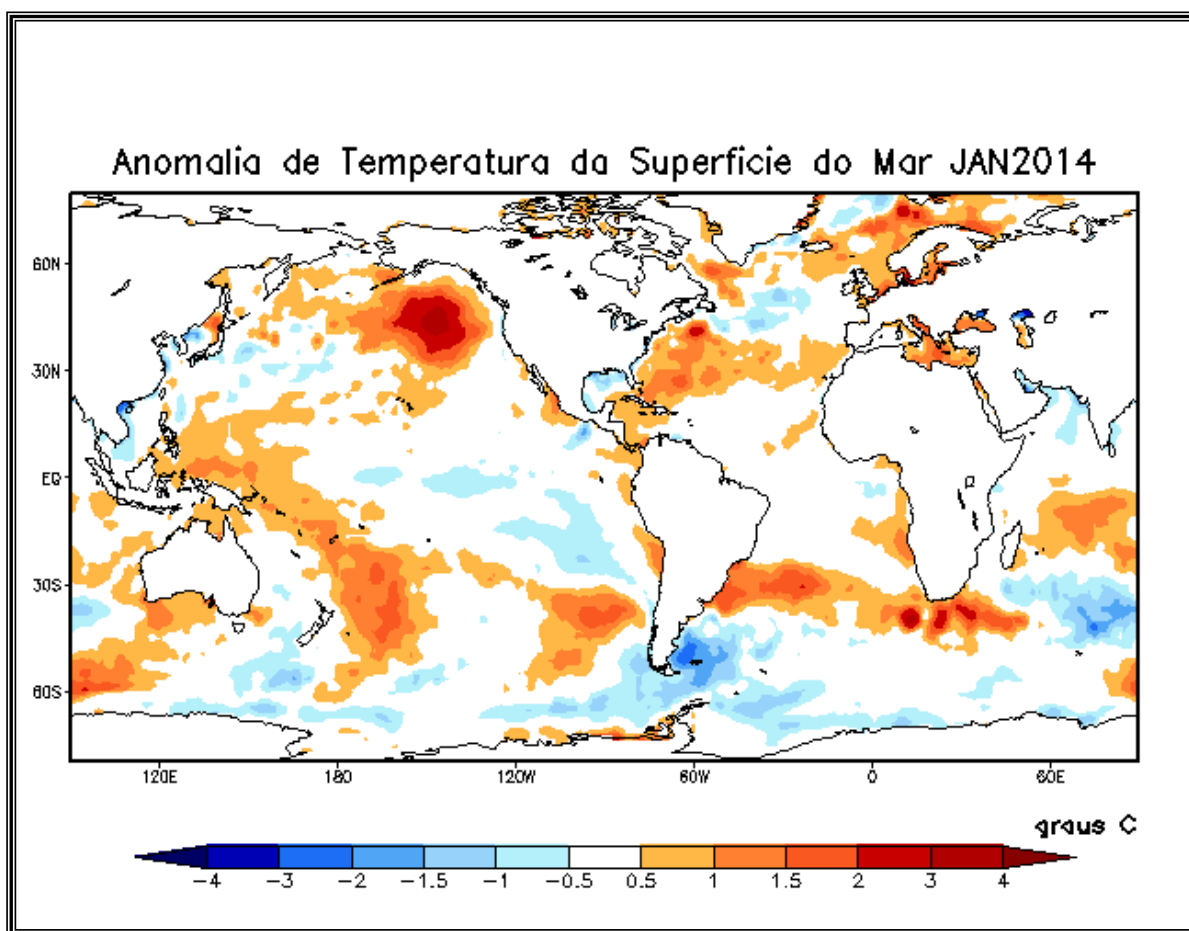 Anomalia de Temperatura da Superfície do Mar JAN2014
60N
30N
EQ
30S
60S
120E 180 120W 60W 0 60E
graus C
-4 -3 -2 -1.5 -1 -0.5 0.5 1 1.5 2 3 4